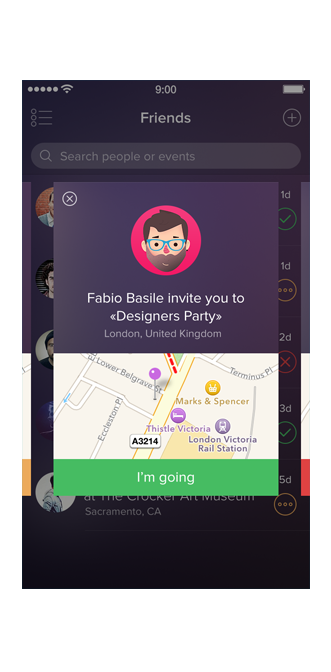 9:00
Friends
Search people or events
1d
Fabio Basile invite you to
«Designers Party»
London, United Kingdom
1d
2d
Lower Belgrave St
Terminus Pl
Eccleston Pl
Marks & Spencer
Thistle Victoria
A3214
London Victoria
Rail Station
3d
I'm going
5d
at The Crocker Art Museum
Sacramento, CA